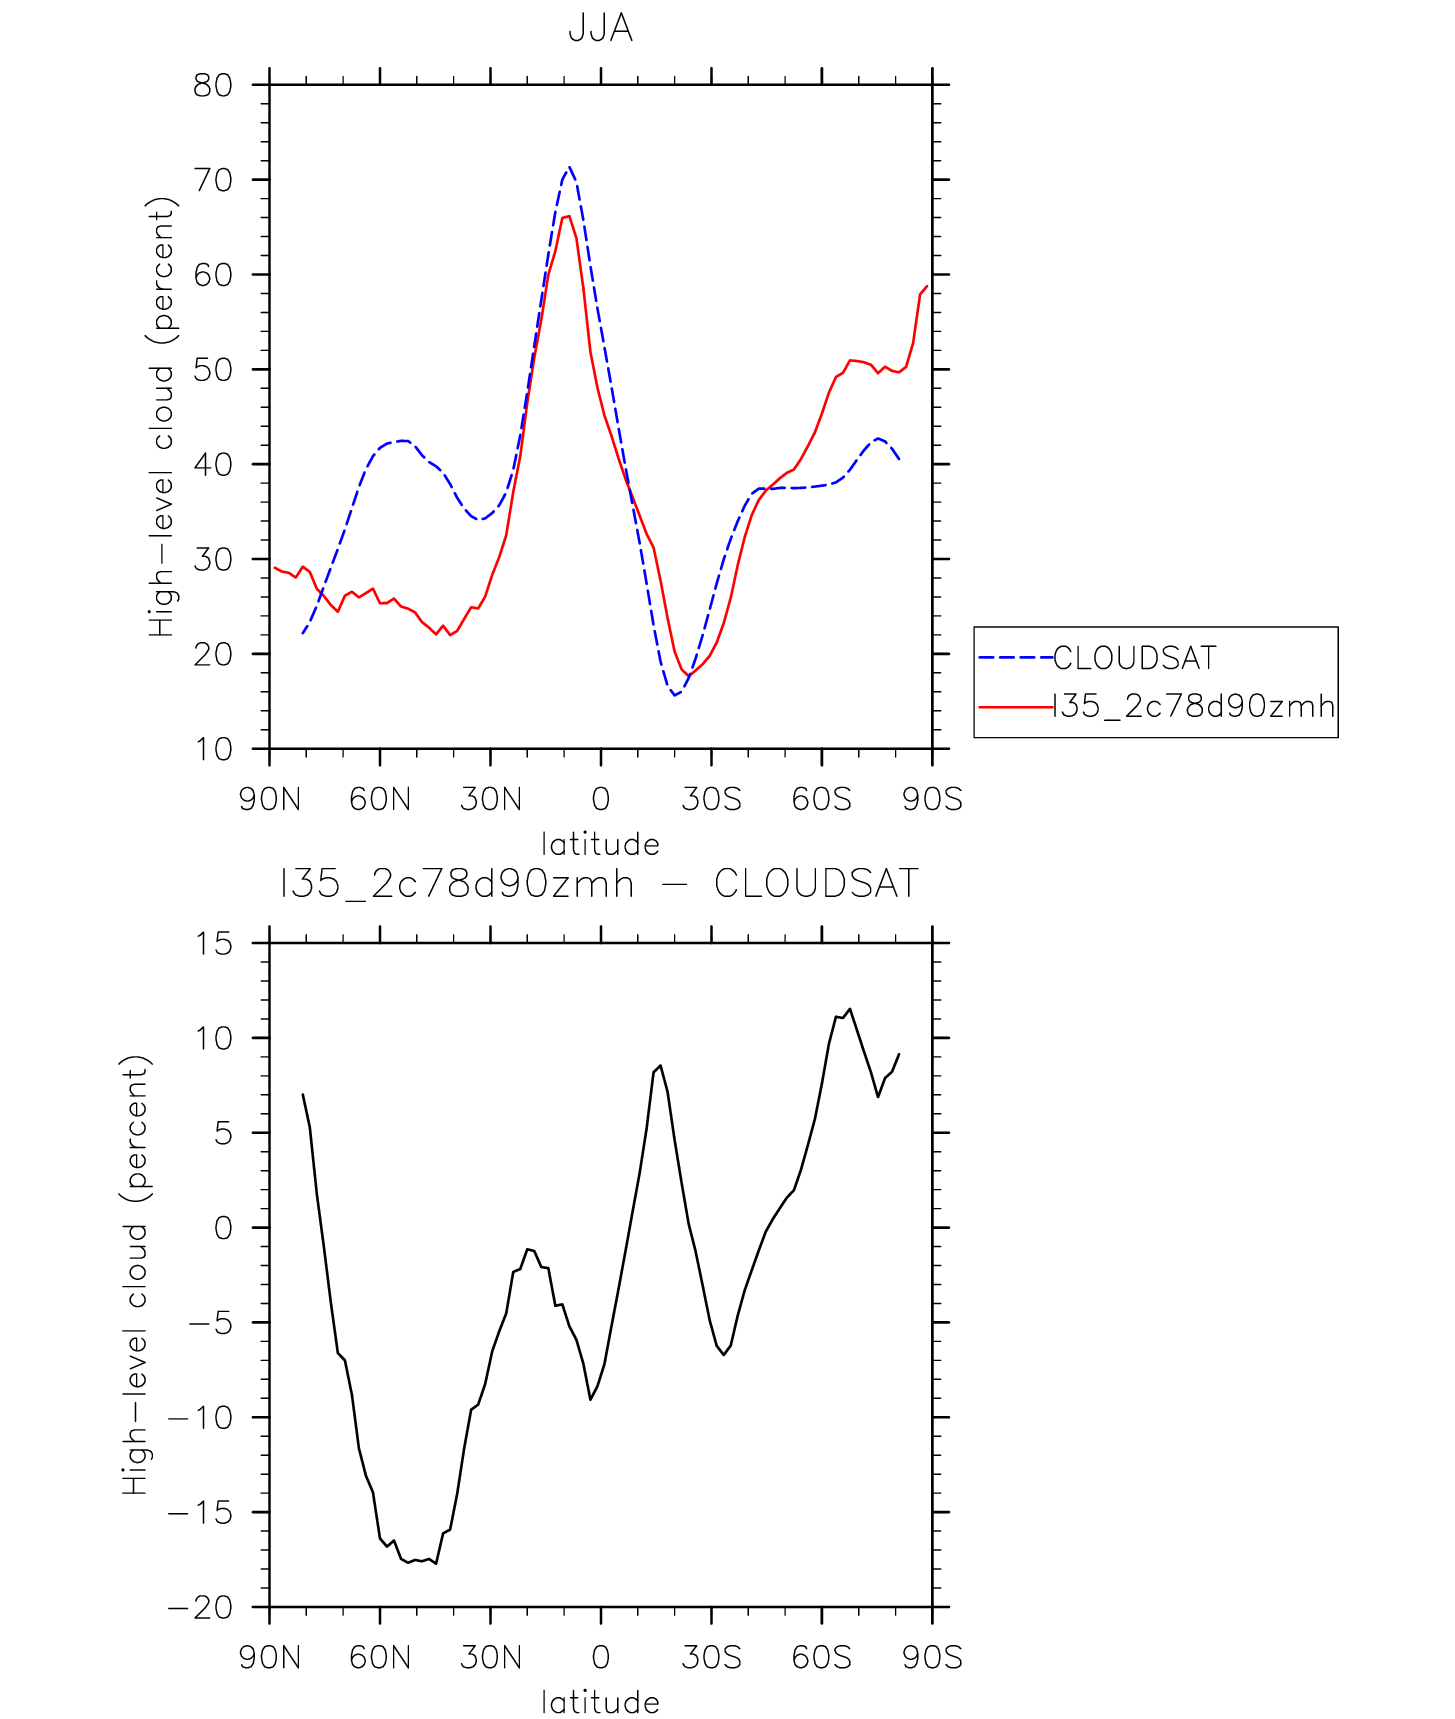 JJA
80
70
60
50
40
30
20
10
High-level cloud (percent)
90N 60N 30N 0 30S 60S 90S
latitude
CLOUDSAT
I35_2c78d90zmh
I35_2c78d90zmh - CLOUDSAT
15
10
5
0
-5
-10
-15
-20
High-level cloud (percent)
90N 60N 30N 0 30S 60S 90S
latitude